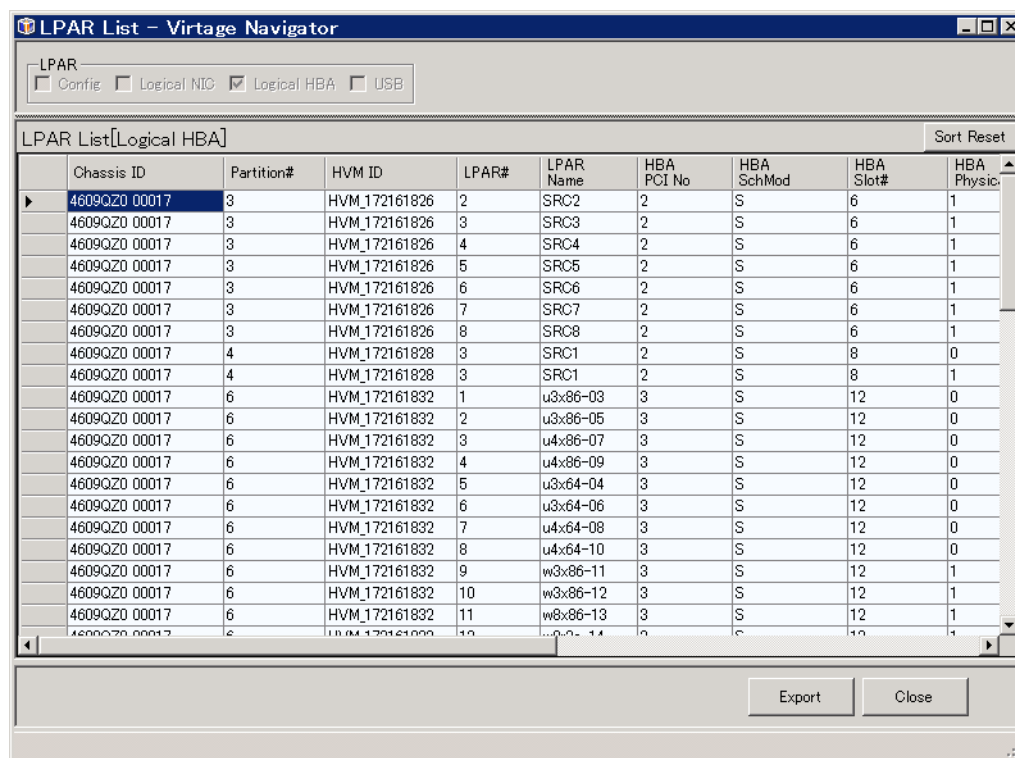 LPAR List - Virtage Navigator
LPAR
Config Logical NIC Logical HBA USB
LPAR List[Logical HBA]
Sort Reset
Chassis ID Partition# HVM ID LPAR# LPAR Name HBA PCI No HBA SchMod HBA Slot# HBA Physic
4609QZ0 00017 3 HVM_172161826 2 SRC2 2 S 6 1
4609QZ0 00017 3 HVM_172161826 3 SRC3 2 S 6 1
4609QZ0 00017 3 HVM_172161826 4 SRC4 2 S 6 1
4609QZ0 00017 3 HVM_172161826 5 SRC5 2 S 6 1
4609QZ0 00017 3 HVM_172161826 6 SRC6 2 S 6 1
4609QZ0 00017 3 HVM_172161826 7 SRC7 2 S 6 1
4609QZ0 00017 3 HVM_172161826 8 SRC8 2 S 6 1
4609QZ0 00017 4 HVM_172161828 3 SRC1 2 S 8 0
4609QZ0 00017 4 HVM_172161828 3 SRC1 2 S 8 1
4609QZ0 00017 6 HVM_172161832 1 u3x86-03 3 S 12 0
4609QZ0 00017 6 HVM_172161832 2 u3x86-05 3 S 12 0
4609QZ0 00017 6 HVM_172161832 3 u4x86-07 3 S 12 0
4609QZ0 00017 6 HVM_172161832 4 u4x86-09 3 S 12 0
4609QZ0 00017 6 HVM_172161832 5 u3x64-04 3 S 12 0
4609QZ0 00017 6 HVM_172161832 6 u3x64-06 3 S 12 0
4609QZ0 00017 6 HVM_172161832 7 u4x64-08 3 S 12 0
4609QZ0 00017 6 HVM_172161832 8 u4x64-10 3 S 12 0
4609QZ0 00017 6 HVM_172161832 9 w3x86-11 3 S 12 1
4609QZ0 00017 6 HVM_172161832 10 w3x86-12 3 S 12 1
4609QZ0 00017 6 HVM_172161832 11 w8x86-13 3 S 12 1
Export Close